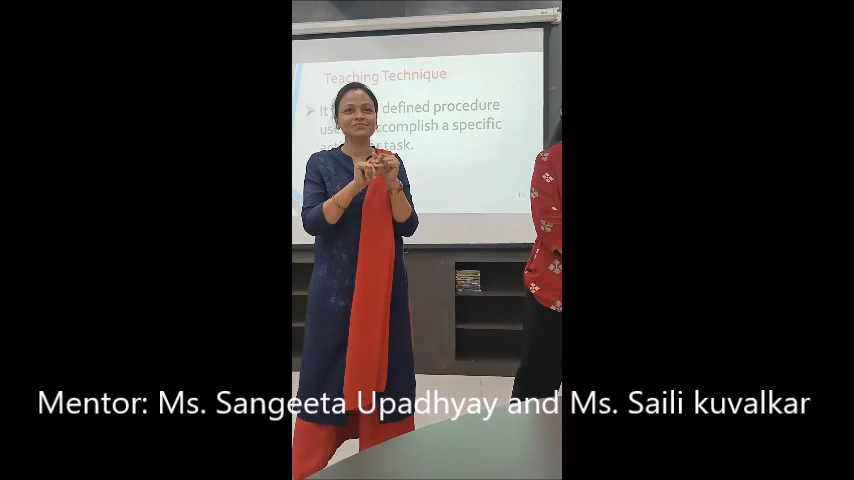 Teaching Technique
It defined procedure
accomplish a specific
task.
Mentor: Ms. Sangeeta Upadhyay and Ms. Saili kuvalkar